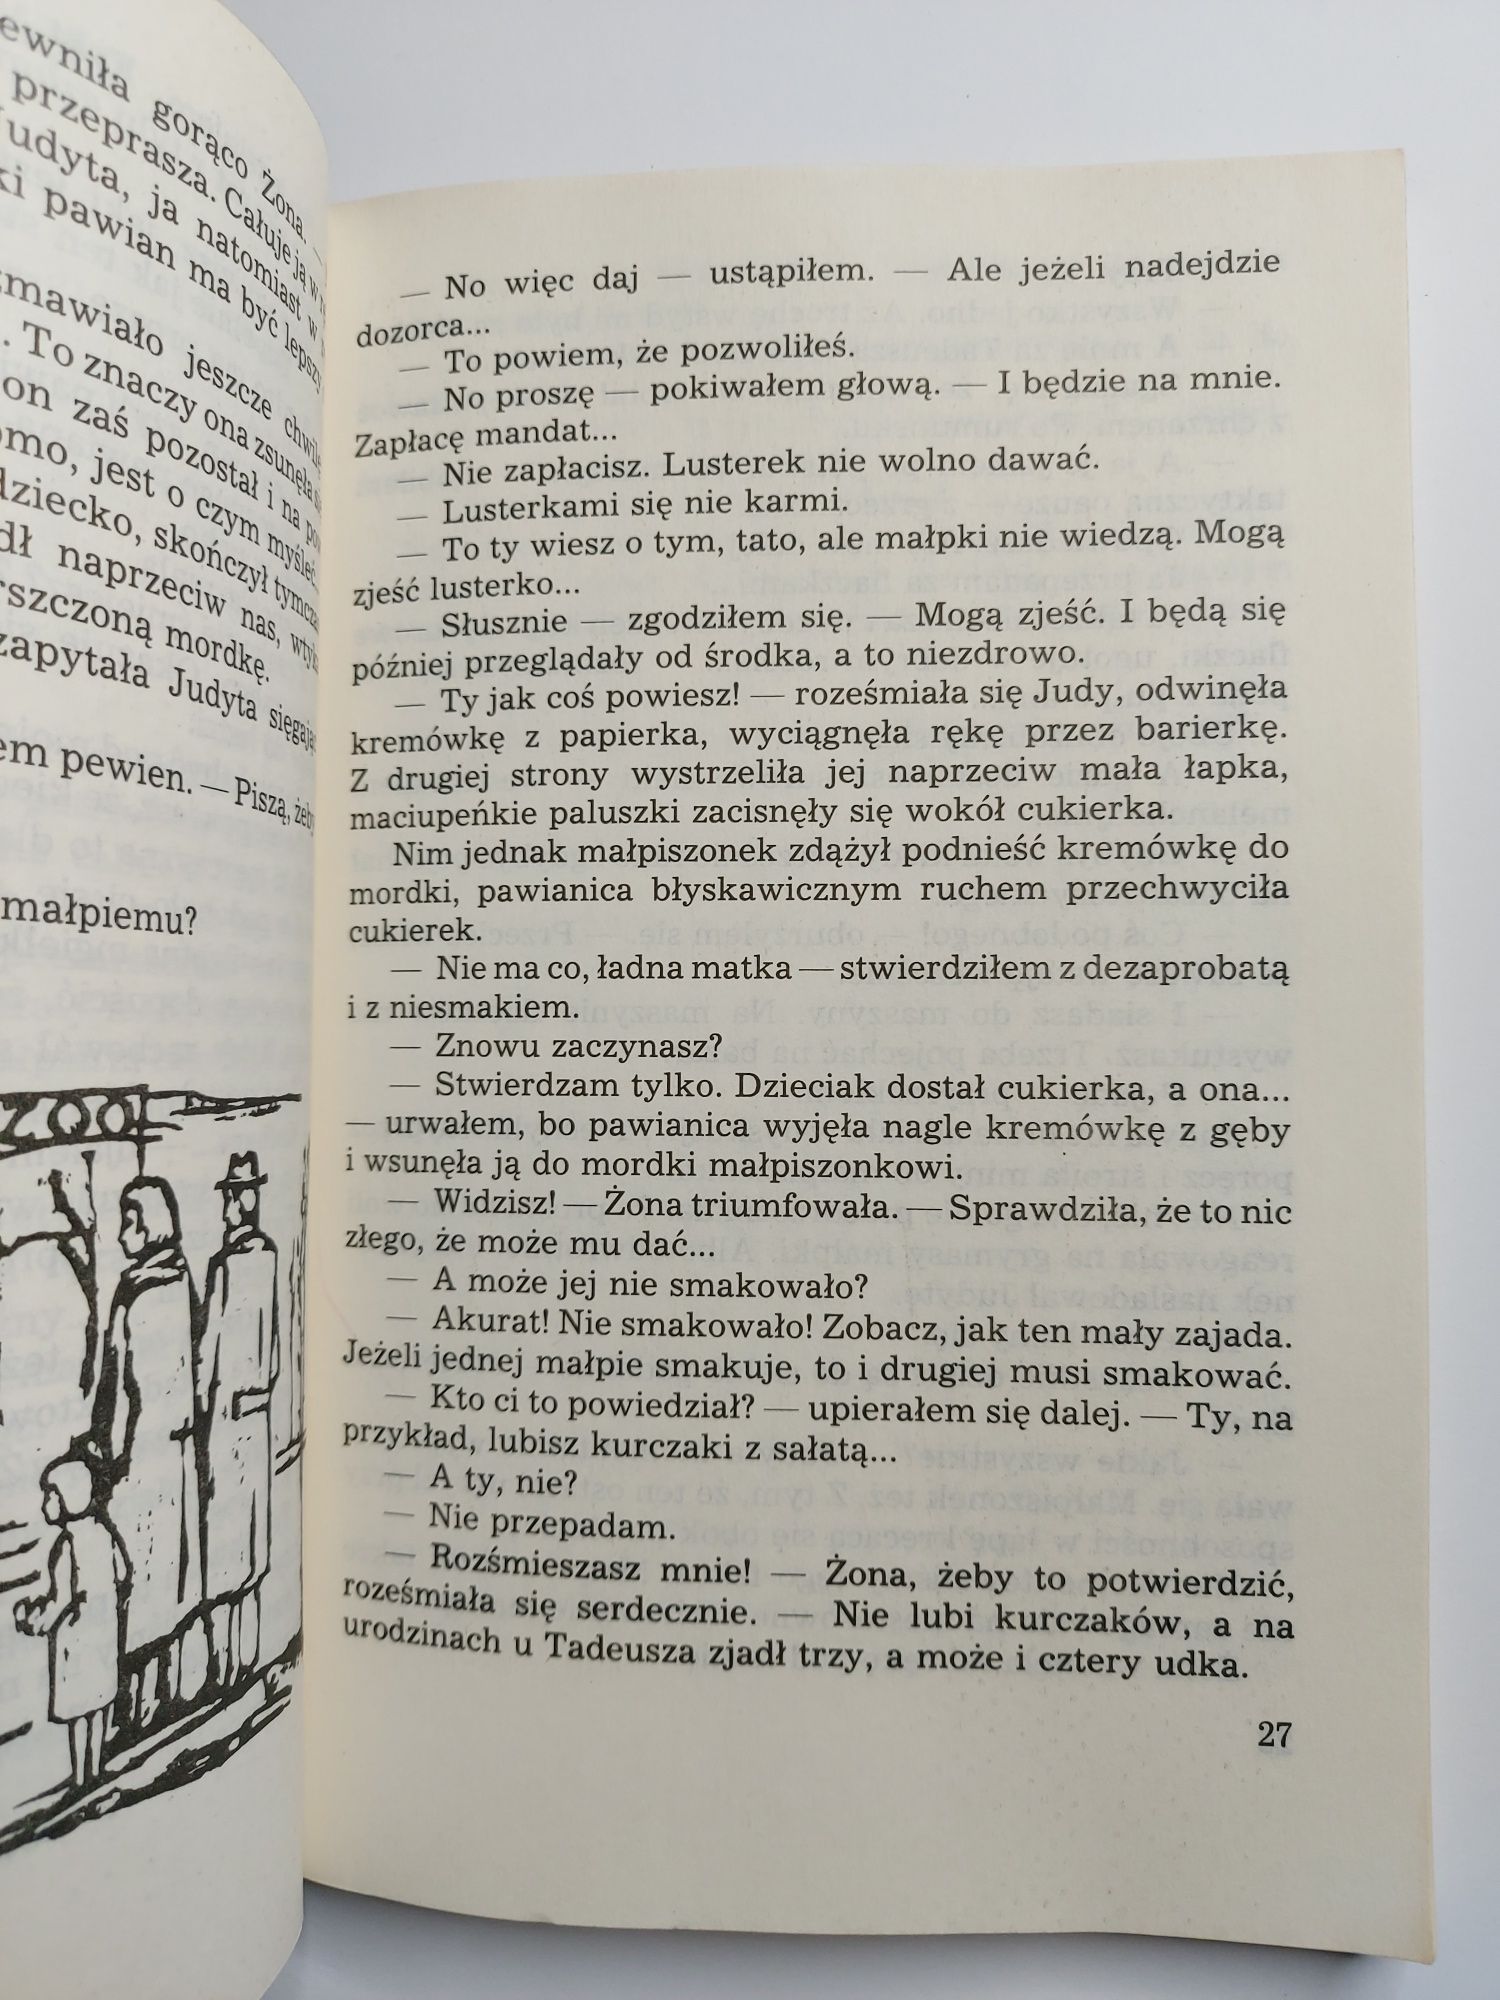 ewniła gorąco Żona. —
przeprasza. Całuje ją w
udyta, ja natomiast w
ki pawian ma być lepszy
mawiało jeszcze chwilę
. To znaczy ona zsunęła
on zaś pozostał i na
omo, jest o czym myśleć.
dziecko, skończył
dł naprzeciw nas,
rszczoną mordkę.
zapytała Judyta
em pewien. — Piszą, żeby
małpiemu?
ZOO
— No więc daj — ustąpiłem. — Ale jeżeli nadejdzie
dozorca...
— To powiem, że pozwoliłeś.
— No proszę — pokiwałem głową. — I będzie na mnie.
Zapłacę mandat...
— Nie zapłacisz. Lusterek nie wolno dawać.
— Lusterkami się nie karmi.
— To ty wiesz o tym, tato, ale małpki nie wiedzą. Mogą
zjeść lusterko...
— Słusznie — zgodziłem się. — Mogą zjeść. I będą się
później przeglądały od środka, a to niezdrowo.
— Ty jak coś powiesz! — roześmiała się Judy, odwinęła
kremówkę z papierka, wyciągnęła rękę przez barierkę.
Z drugiej strony wystrzeliła jej naprzeciw mała łapka,
maciupeńkie paluszki zacisnęły się wokół cukierka.
Nim jednak małpiszonek zdążył podnieść kremówkę do
mordki, pawianica błyskawicznym ruchem przechwyciła
cukierek.
— Nie ma co, ładna matka — stwierdziłem z dezaprobatą
i z niesmakiem.
— Znowu zaczynasz?
— Stwierdzam tylko. Dzieciak dostał cukierka, a ona...
— urwałem, bo pawianica wyjęła nagle kremówkę z gęby
i wsunęła ją do mordki małpiszonkowi.
— Widzisz! — Żona triumfowała. — Sprawdziła, że to nic
złego, że może mu dać...
— A może jej nie smakowało?
— Akurat! Nie smakowało! Zobacz, jak ten mały zajada.
Jeżeli jednej małpie smakuje, to i drugiej musi smakować.
— Kto ci to powiedział? — upierałem się dalej. — Ty, na
przykład, lubisz kurczaki z sałatą...
— A ty, nie?
— Nie przepadam.
— Rozśmieszasz mnie! — Żona, żeby to potwierdzić,
roześmiała się serdecznie. — Nie lubi kurczaków, a na
urodzinach u Tadeusza zjadł trzy, a może i cztery udka.
27